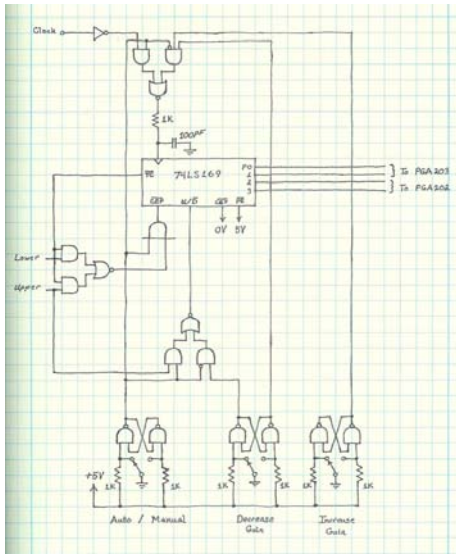 Clock
1K
100pF
TC
74LS169
P0
1
2
3
To PGA203
To PGA202
CEP
U/D
CET
PE
0V
5V
Lower
Upper
+5V
1K
1K
1K
1K
1K
1K
Auto / Manual
Decrease
Gain
Increase
Gain